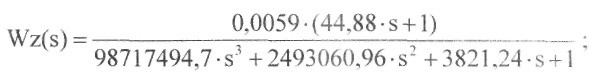 Wz(s) = 0,0059·(44,88·s+1) / 98717494,7·s³ + 2493060,96·s² + 3821,24·s+1 ;